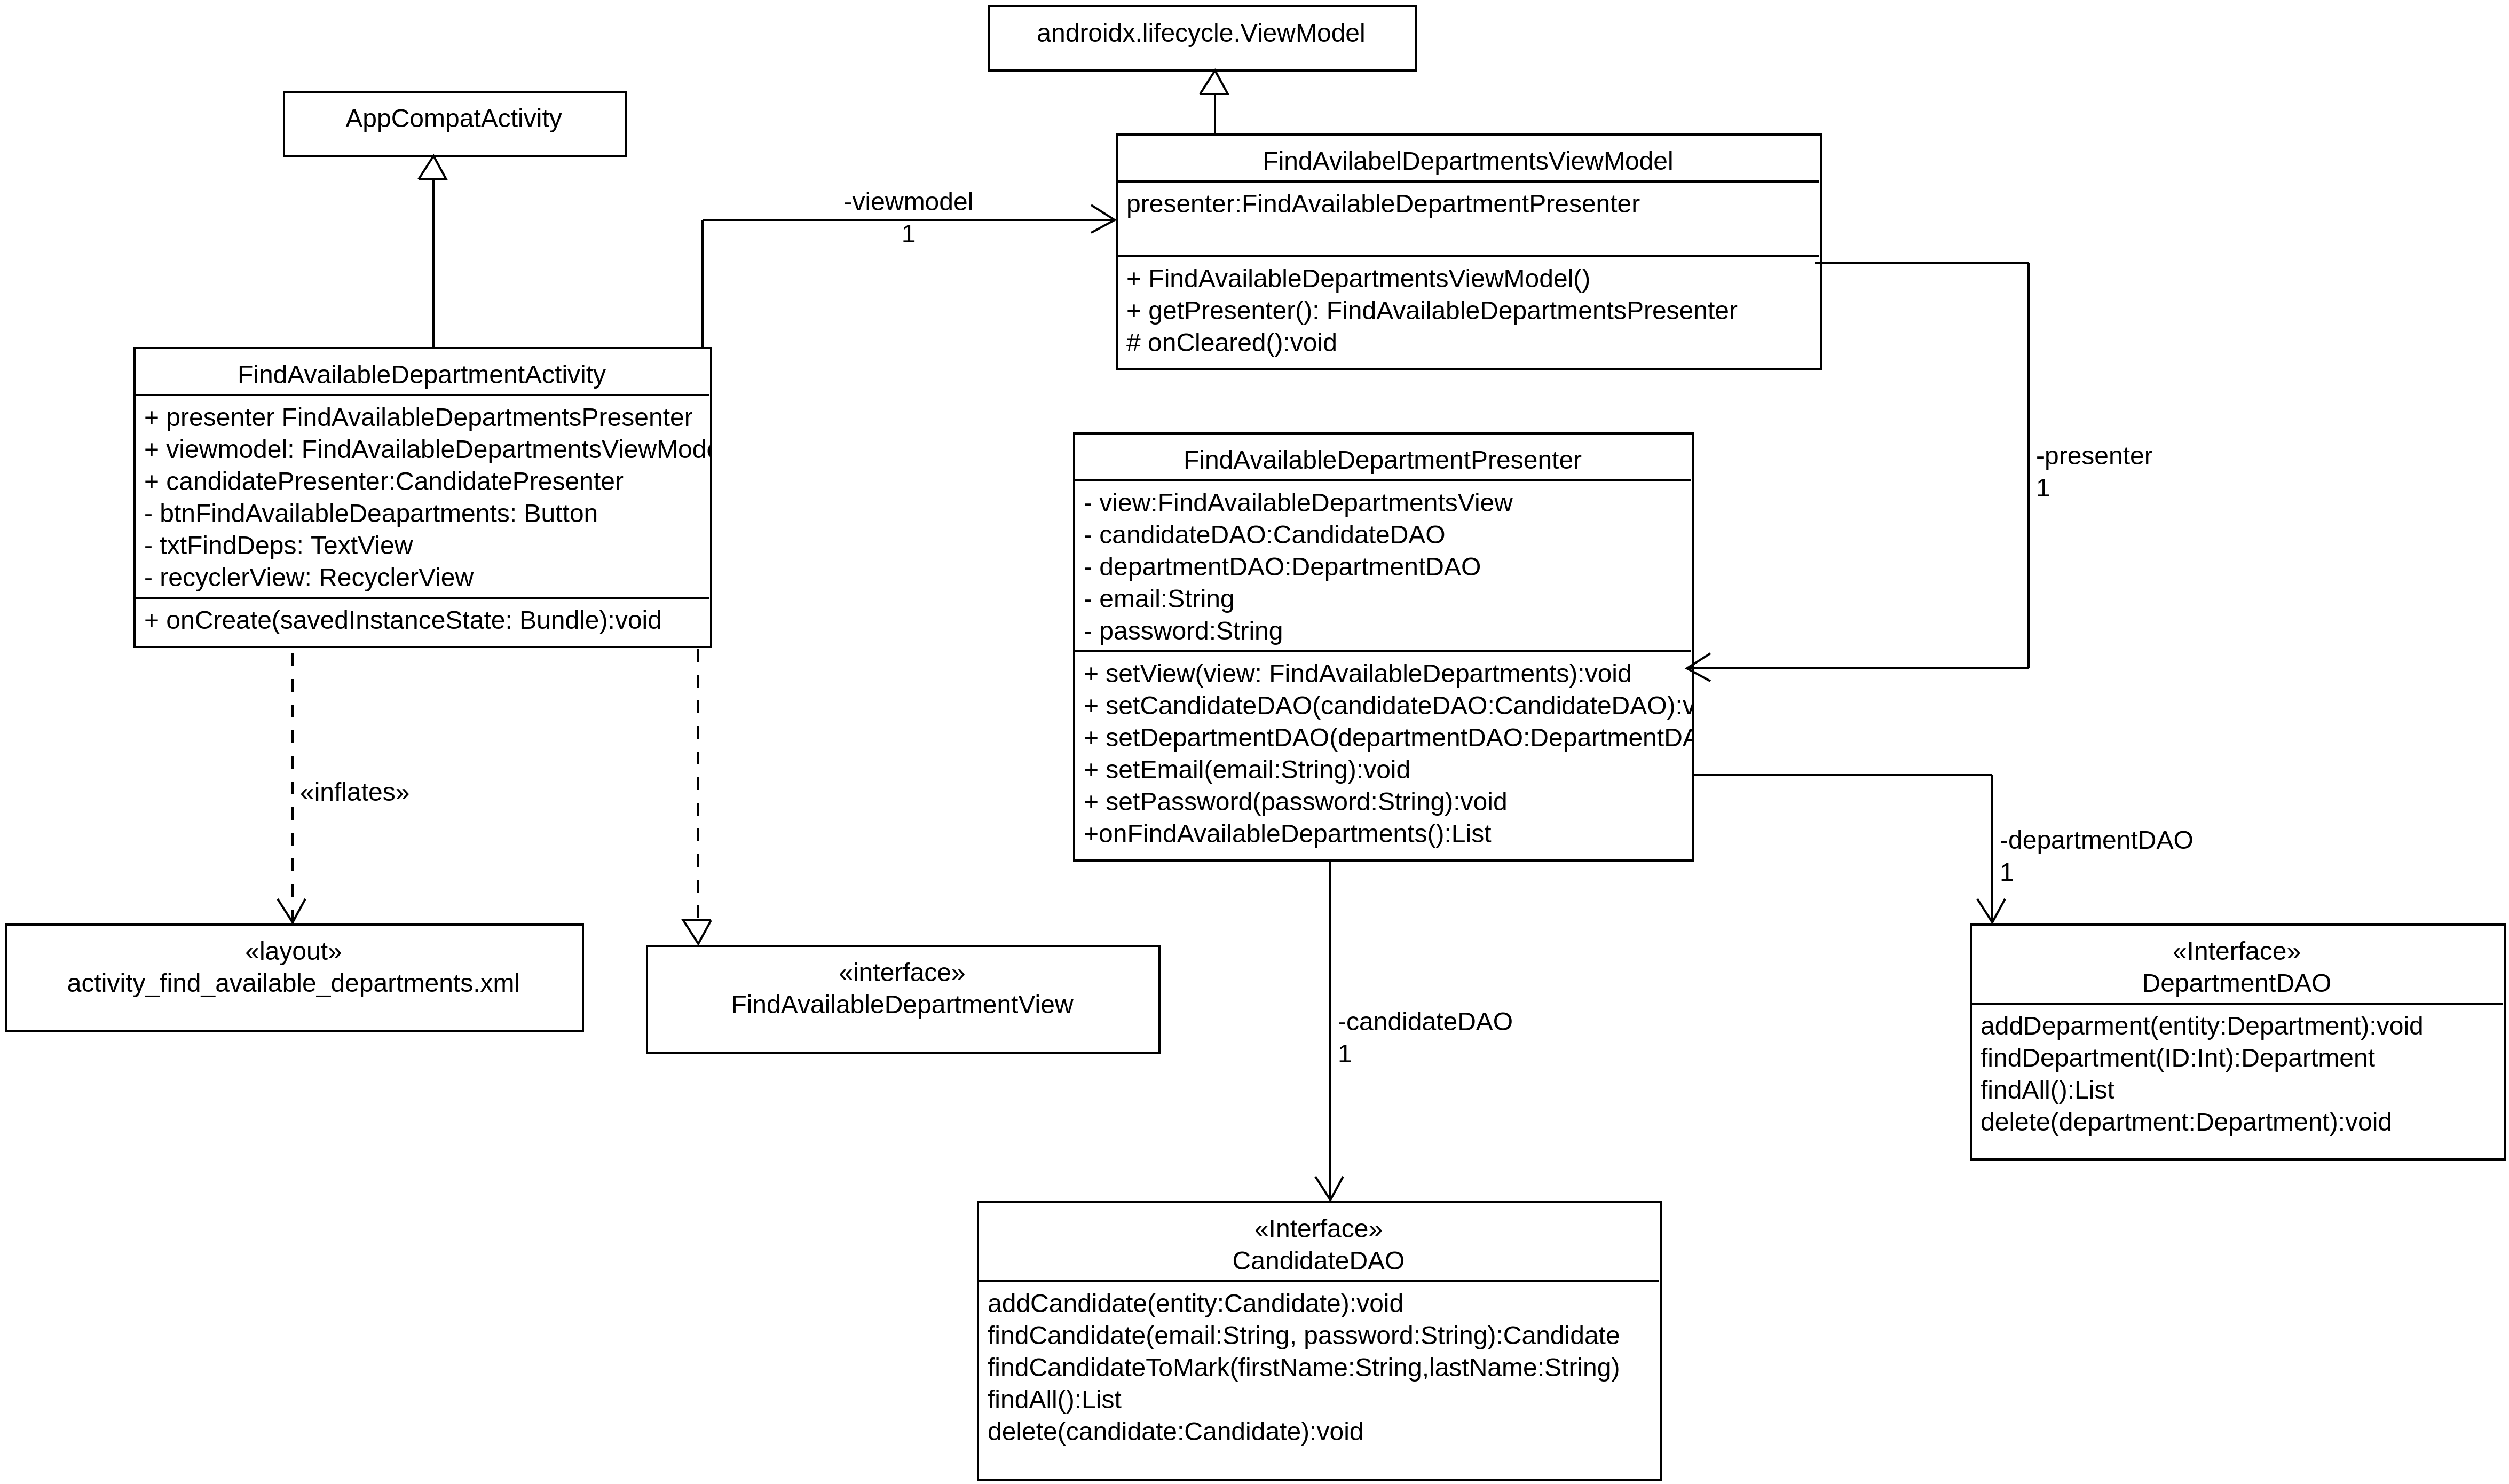 androidx.lifecycle.ViewModel
AppCompatActivity
FindAvilabelDepartmentsViewModel
presenter:FindAvailableDepartmentPresenter
+ FindAvailableDepartmentsViewModel()
+ getPresenter(): FindAvailableDepartmentsPresenter
# onCleared():void
-viewmodel
1
FindAvailableDepartmentActivity
+ presenter FindAvailableDepartmentsPresenter
+ viewmodel: FindAvailableDepartmentsViewMode
+ candidatePresenter:CandidatePresenter
- btnFindAvailableDeapartments: Button
- txtFindDeps: TextView
- recyclerView: RecyclerView
+ onCreate(savedInstanceState: Bundle):void
-presenter
1
FindAvailableDepartmentPresenter
- view:FindAvailableDepartmentsView
- candidateDAO:CandidateDAO
- departmentDAO:DepartmentDAO
- email:String
- password:String
+ setView(view: FindAvailableDepartments):void
+ setCandidateDAO(candidateDAO:CandidateDAO):v
+ setDepartmentDAO(departmentDAO:DepartmentDA
+ setEmail(email:String):void
+ setPassword(password:String):void
+onFindAvailableDepartments():List
«inflates»
-departmentDAO
1
«layout»
activity_find_available_departments.xml
«interface»
FindAvailableDepartmentView
-candidateDAO
1
«Interface»
DepartmentDAO
addDeparment(entity:Department):void
findDepartment(ID:Int):Department
findAll():List
delete(department:Department):void
«Interface»
CandidateDAO
addCandidate(entity:Candidate):void
findCandidate(email:String, password:String):Candidate
findCandidateToMark(firstName:String,lastName:String)
findAll():List
delete(candidate:Candidate):void